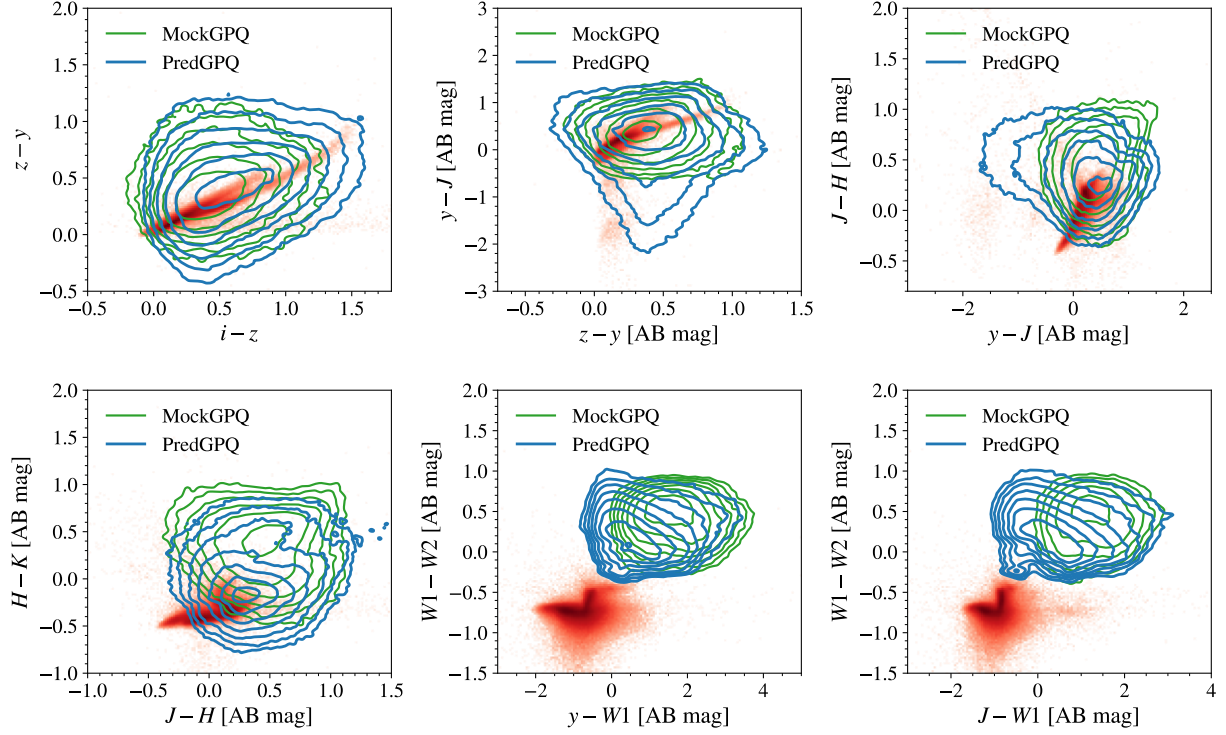 2.0
1.5
1.0
0.5
0.0
−0.5
z − y
MockGPQ
PredGPQ
−0.5 0.0 0.5 1.0 1.5
i − z
3
2
1
0
−1
−2
−3
y − J [AB mag]
MockGPQ
PredGPQ
−0.5 0.0 0.5 1.0 1.5
z − y [AB mag]
2.0
1.5
1.0
0.5
0.0
−0.5
J − H [AB mag]
MockGPQ
PredGPQ
−2 0 2
y − J [AB mag]
2.0
1.5
1.0
0.5
0.0
−0.5
−1.0
H − K [AB mag]
MockGPQ
PredGPQ
−1.0 −0.5 0.0 0.5 1.0 1.5
J − H [AB mag]
2.0
1.5
1.0
0.5
0.0
−0.5
−1.0
−1.5
W1 − W2 [AB mag]
MockGPQ
PredGPQ
−2 0 2 4
y − W1 [AB mag]
2.0
1.5
1.0
0.5
0.0
−0.5
−1.0
−1.5
W1 − W2 [AB mag]
MockGPQ
PredGPQ
−2 0 2 4
J − W1 [AB mag]